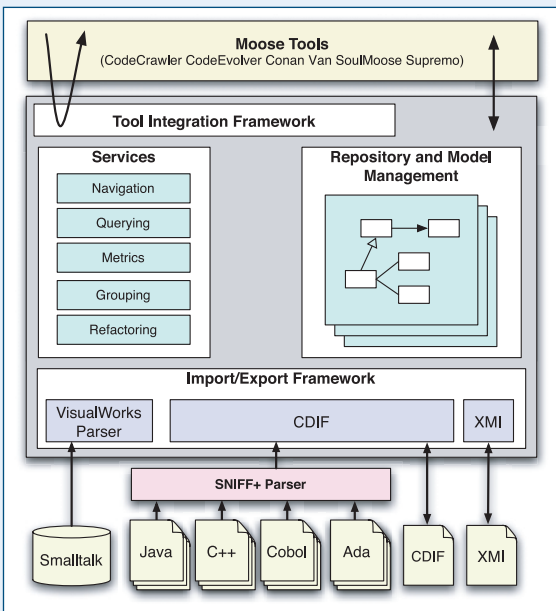 Moose Tools
(CodeCrawler CodeEvolver Conan Van SoulMoose Supremo)
Tool Integration Framework
Services
Navigation
Querying
Metrics
Grouping
Refactoring
Repository and Model
Management
Import/Export Framework
VisualWorks
Parser
CDIF
XMI
SNIFF+ Parser
Smalltalk
Java
C++
Cobol
Ada
CDIF
XMI